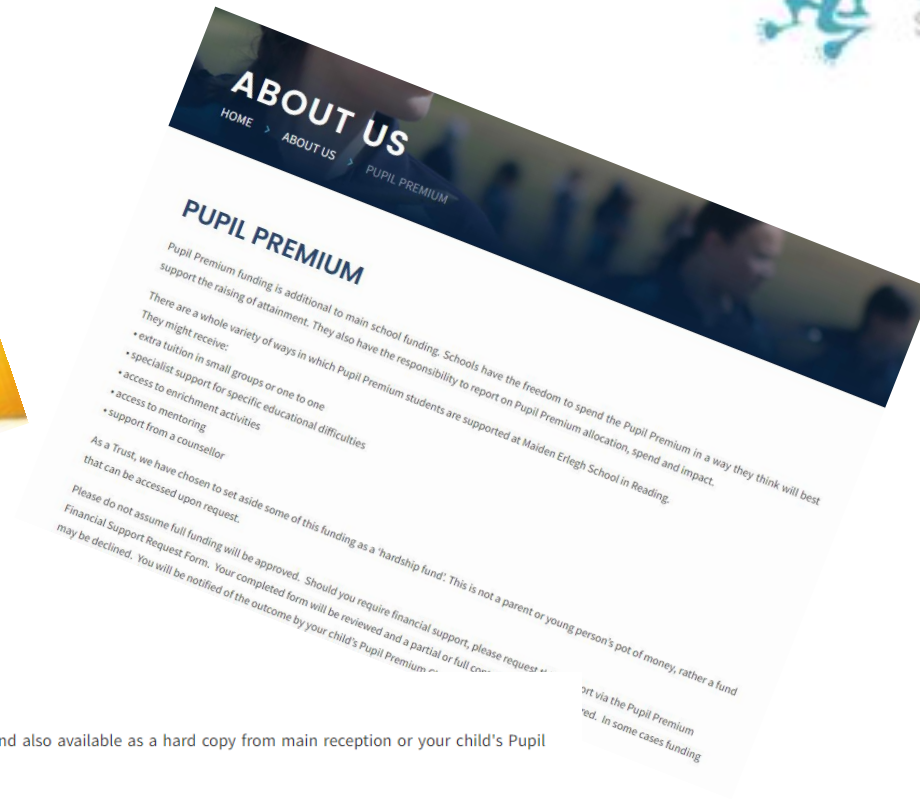 ABOUT US
HOME > ABOUT US > PUPIL PREMIUM
PUPIL PREMIUM
Pupil Premium funding is additional to main school funding. Schools have the freedom to spend the Pupil Premium in a way they think will best
support the raising of attainment. They also have the responsibility to report on Pupil Premium allocation, spend and impact.
There are a whole variety of ways in which Pupil Premium students are supported at Maiden Erlegh School in Reading.
They might receive:
• extra tuition in small groups or one to one
• specialist support for specific educational difficulties
• access to enrichment activities
• access to mentoring
• support from a counsellor
As a Trust, we have chosen to set aside some of this funding as a 'hardship fund'. This is not a parent or young person's pot of money, rather a fund
that can be accessed upon request.
Please do not assume full funding will be approved. Should you require financial support, please request via the Pupil Premium
Financial Support Request Form. Your completed form will be reviewed and a partial or full In some cases funding
may be declined. You will be notified of the outcome by your child's Pupil Premium
also available as a hard copy from main reception or your child's Pupil